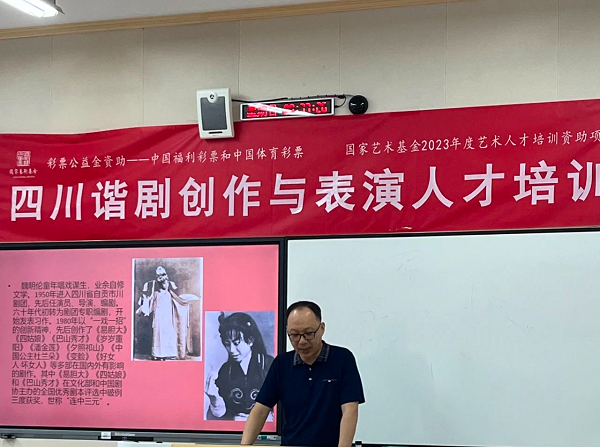 国家艺术基金
彩票公益金资助——中国福利彩票和中国体育彩票
国家艺术基金2023年度艺术人才培训资助项
四川谐剧创作与表演人才培训
• 魏明伦童年唱戏谋生、业余自修
文学。1950年进入四川省自贡市川
剧团，先后任演员、导演、编剧。
六十年代初转为剧团专职编剧，开
始发表习作。1980年以“一戏一招”
的创新精神，先后创作了《易胆大》
《四姑娘》《巴山秀才》《岁岁重
阳》《潘金莲》《夕照祁山》《中
国公主杜兰朵》《变脸》《好女
人·坏女人》等多部在国内外有影响
的剧作。其中《易胆大》《四姑娘》
和《巴山秀才》在文化部和中国剧
协主办的全国优秀剧本评选中破例
三度获奖，世称“连中三元”。